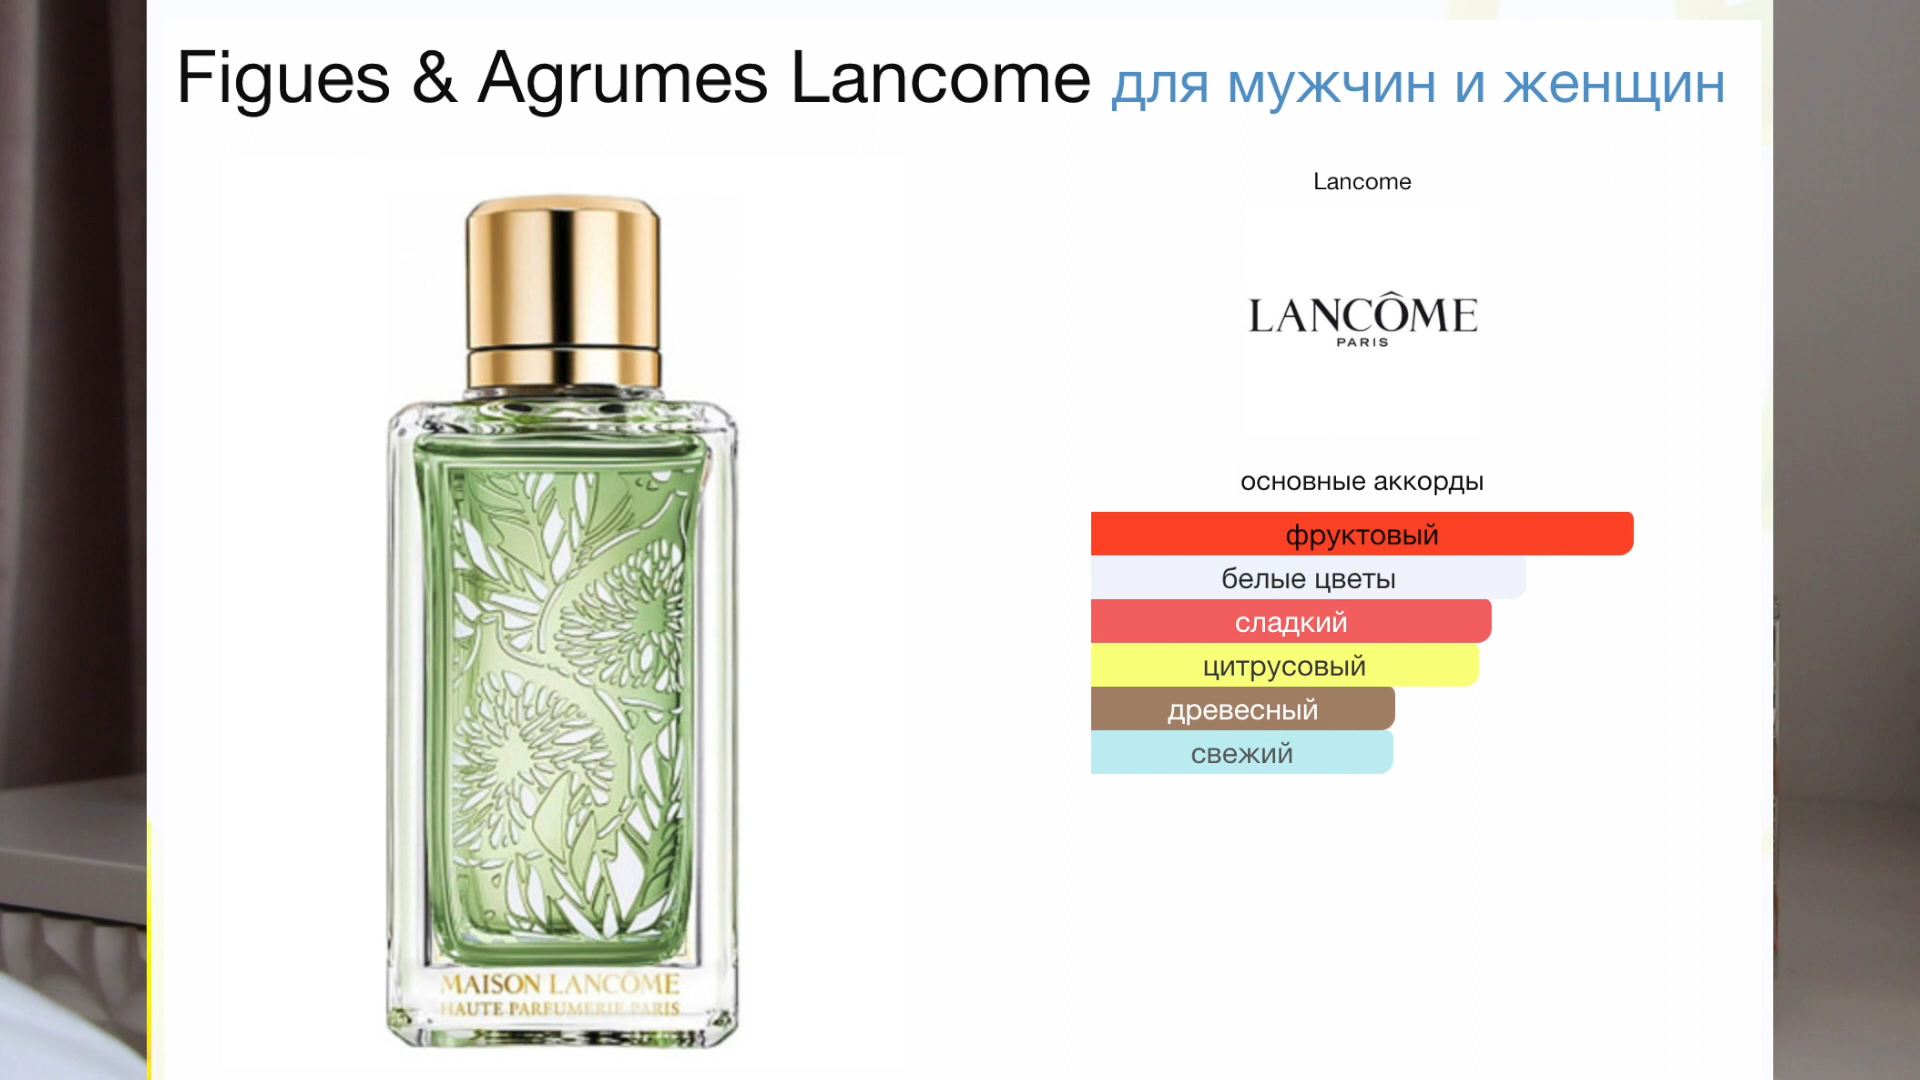 Figues & Agrumes Lancome для мужчин и женщин
Lancome
LANCÔME
PARIS
основные аккорды
фруктовый
белые цветы
сладкий
цитрусовый
древесный
свежий
MAISON LANCÔME
HAUTE PARFUMERIE PARIS